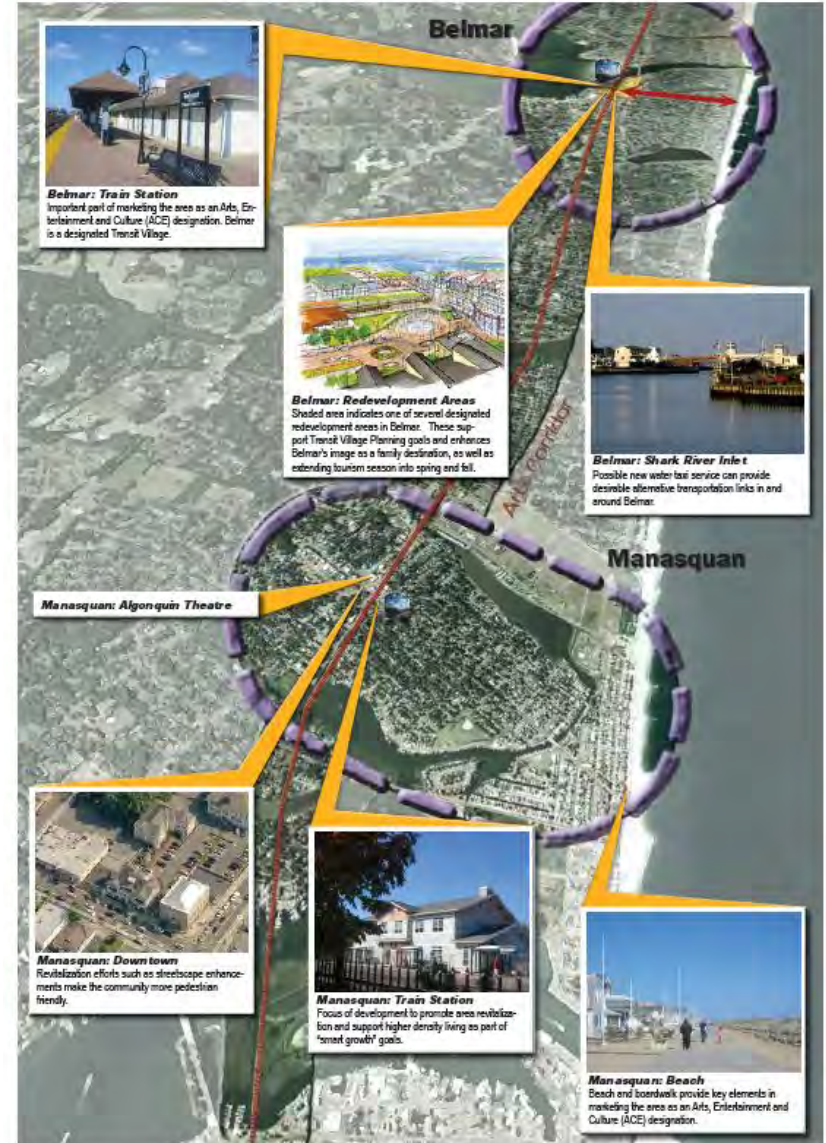 Belmar
Belmar: Train Station
Important part of marketing the area as an Arts, En-
tertainment and Culture (ACE) designation. Belmar
is a designated Transit Village.
Belmar: Redevelopment Areas
Shaded area indicates one of several designated
redevelopment areas in Belmar. These sup-
port Transit Village Planning goals and enhances
Belmar's image as a family destination, as well as
extending tourism season into spring and fall.
Belmar: Shark River Inlet
Possible new water taxi service can provide
desirable alternative transportation links in and
around Belmar.
Arts Corridor
Manasquan
Manasquan: Algonquin Theatre
Manasquan: Downtown
Revitalization efforts such as streetscape enhance-
ments make the community more pedestrian
friendly.
Manasquan: Train Station
Focus of development to promote area revitaliza-
tion and support higher density living as part of
"smart growth" goals.
Manasquan: Beach
Beach and boardwalk provide key elements in
marketing the area as an Arts, Entertainment and
Culture (ACE) designation.